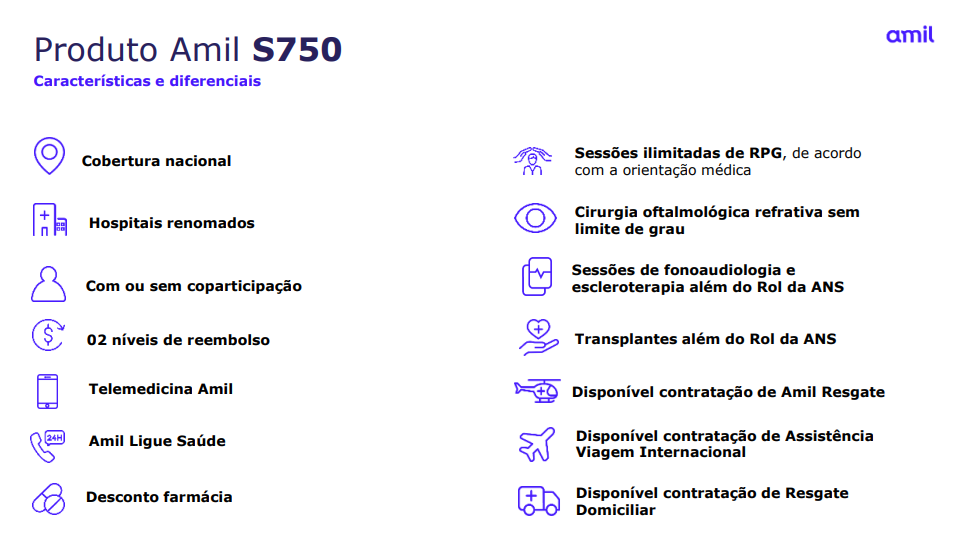 Produto Amil S750
amil
Características e diferenciais
Cobertura nacional
Hospitais renomados
Com ou sem coparticipação
02 níveis de reembolso
Telemedicina Amil
24H
Amil Ligue Saúde
Desconto farmácia
Sessões ilimitadas de RPG, de acordo
com a orientação médica
Cirurgia oftalmológica refrativa sem
limite de grau
Sessões de fonoaudiologia e
escleroterapia além do Rol da ANS
Transplantes além do Rol da ANS
Disponível contratação de Amil Resgate
Disponível contratação de Assistência
Viagem Internacional
Disponível contratação de Resgate
Domiciliar